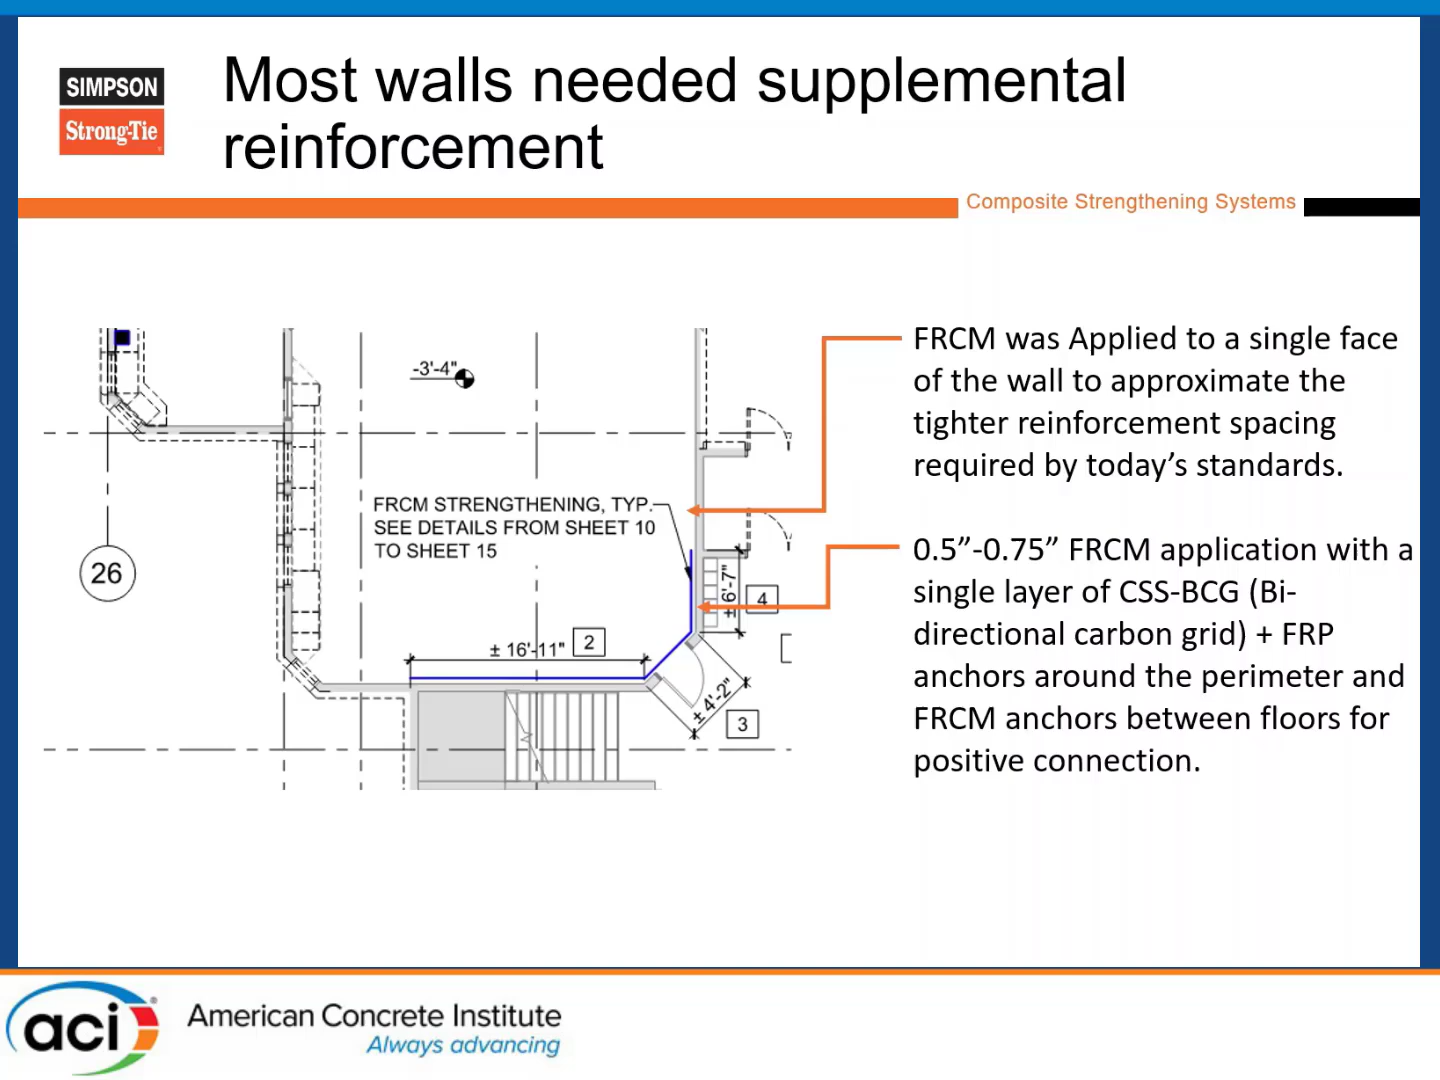 SIMPSON
Strong-Tie
Most walls needed supplemental
reinforcement
Composite Strengthening Systems
-3'-4"
FRCM STRENGTHENING, TYP.
SEE DETAILS FROM SHEET 10
TO SHEET 15
26
± 16'-11"
2
± 6'-7"
4
± 4'-2"
3
FRCM was Applied to a single face
of the wall to approximate the
tighter reinforcement spacing
required by today’s standards.
0.5”-0.75” FRCM application with a
single layer of CSS-BCG (Bi-
directional carbon grid) + FRP
anchors around the perimeter and
FRCM anchors between floors for
positive connection.
aci
American Concrete Institute
Always advancing